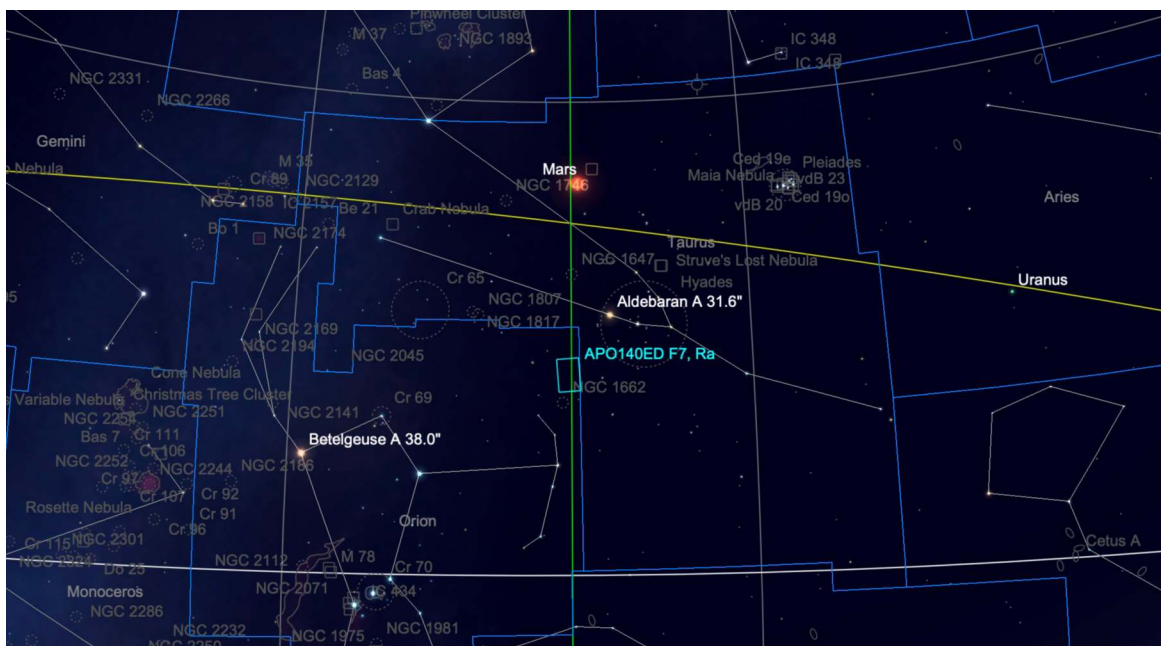 Pinwheel Cluster
M 37
NGC 1893
IC 348
IC 348
Bas 4
NGC 2331
NGC 2266
Gemini
M 35
Cr 89
NGC 2129
Mars
NGC 1746
Ced 19e
Pleiades
Maia Nebula
vdB 23
Ced 19o
vdB 20
Aries
NGC 2158
Be 21
Crab Nebula
Bo 1
NGC 2174
Taurus
NGC 1647
Struve's Lost Nebula
Hyades
Uranus
Cr 65
NGC 1807
Aldebaran A 31.6"
NGC 1817
NGC 2169
NGC 2194
NGC 2045
APO140ED F7, Ra
NGC 1662
Cone Nebula
Christmas Tree Cluster
s Variable Nebula
NGC 2251
NGC 2141
Cr 69
NGC 2254
Bas 7
Cr 111
Betelgeuse A 38.0"
Cr 106
NGC 2252
NGC 2244
NGC 2186
Cr 97
Cr 107
Cr 92
Rosette Nebula
Cr 91
Cr 96
Orion
Cr 115
NGC 2301
NGC 2324
Do 25
NGC 2112
M 78
Cr 70
Cetus A
NGC 2071
IC 434
Monoceros
NGC 2286
NGC 2232
NGC 1975
NGC 1981